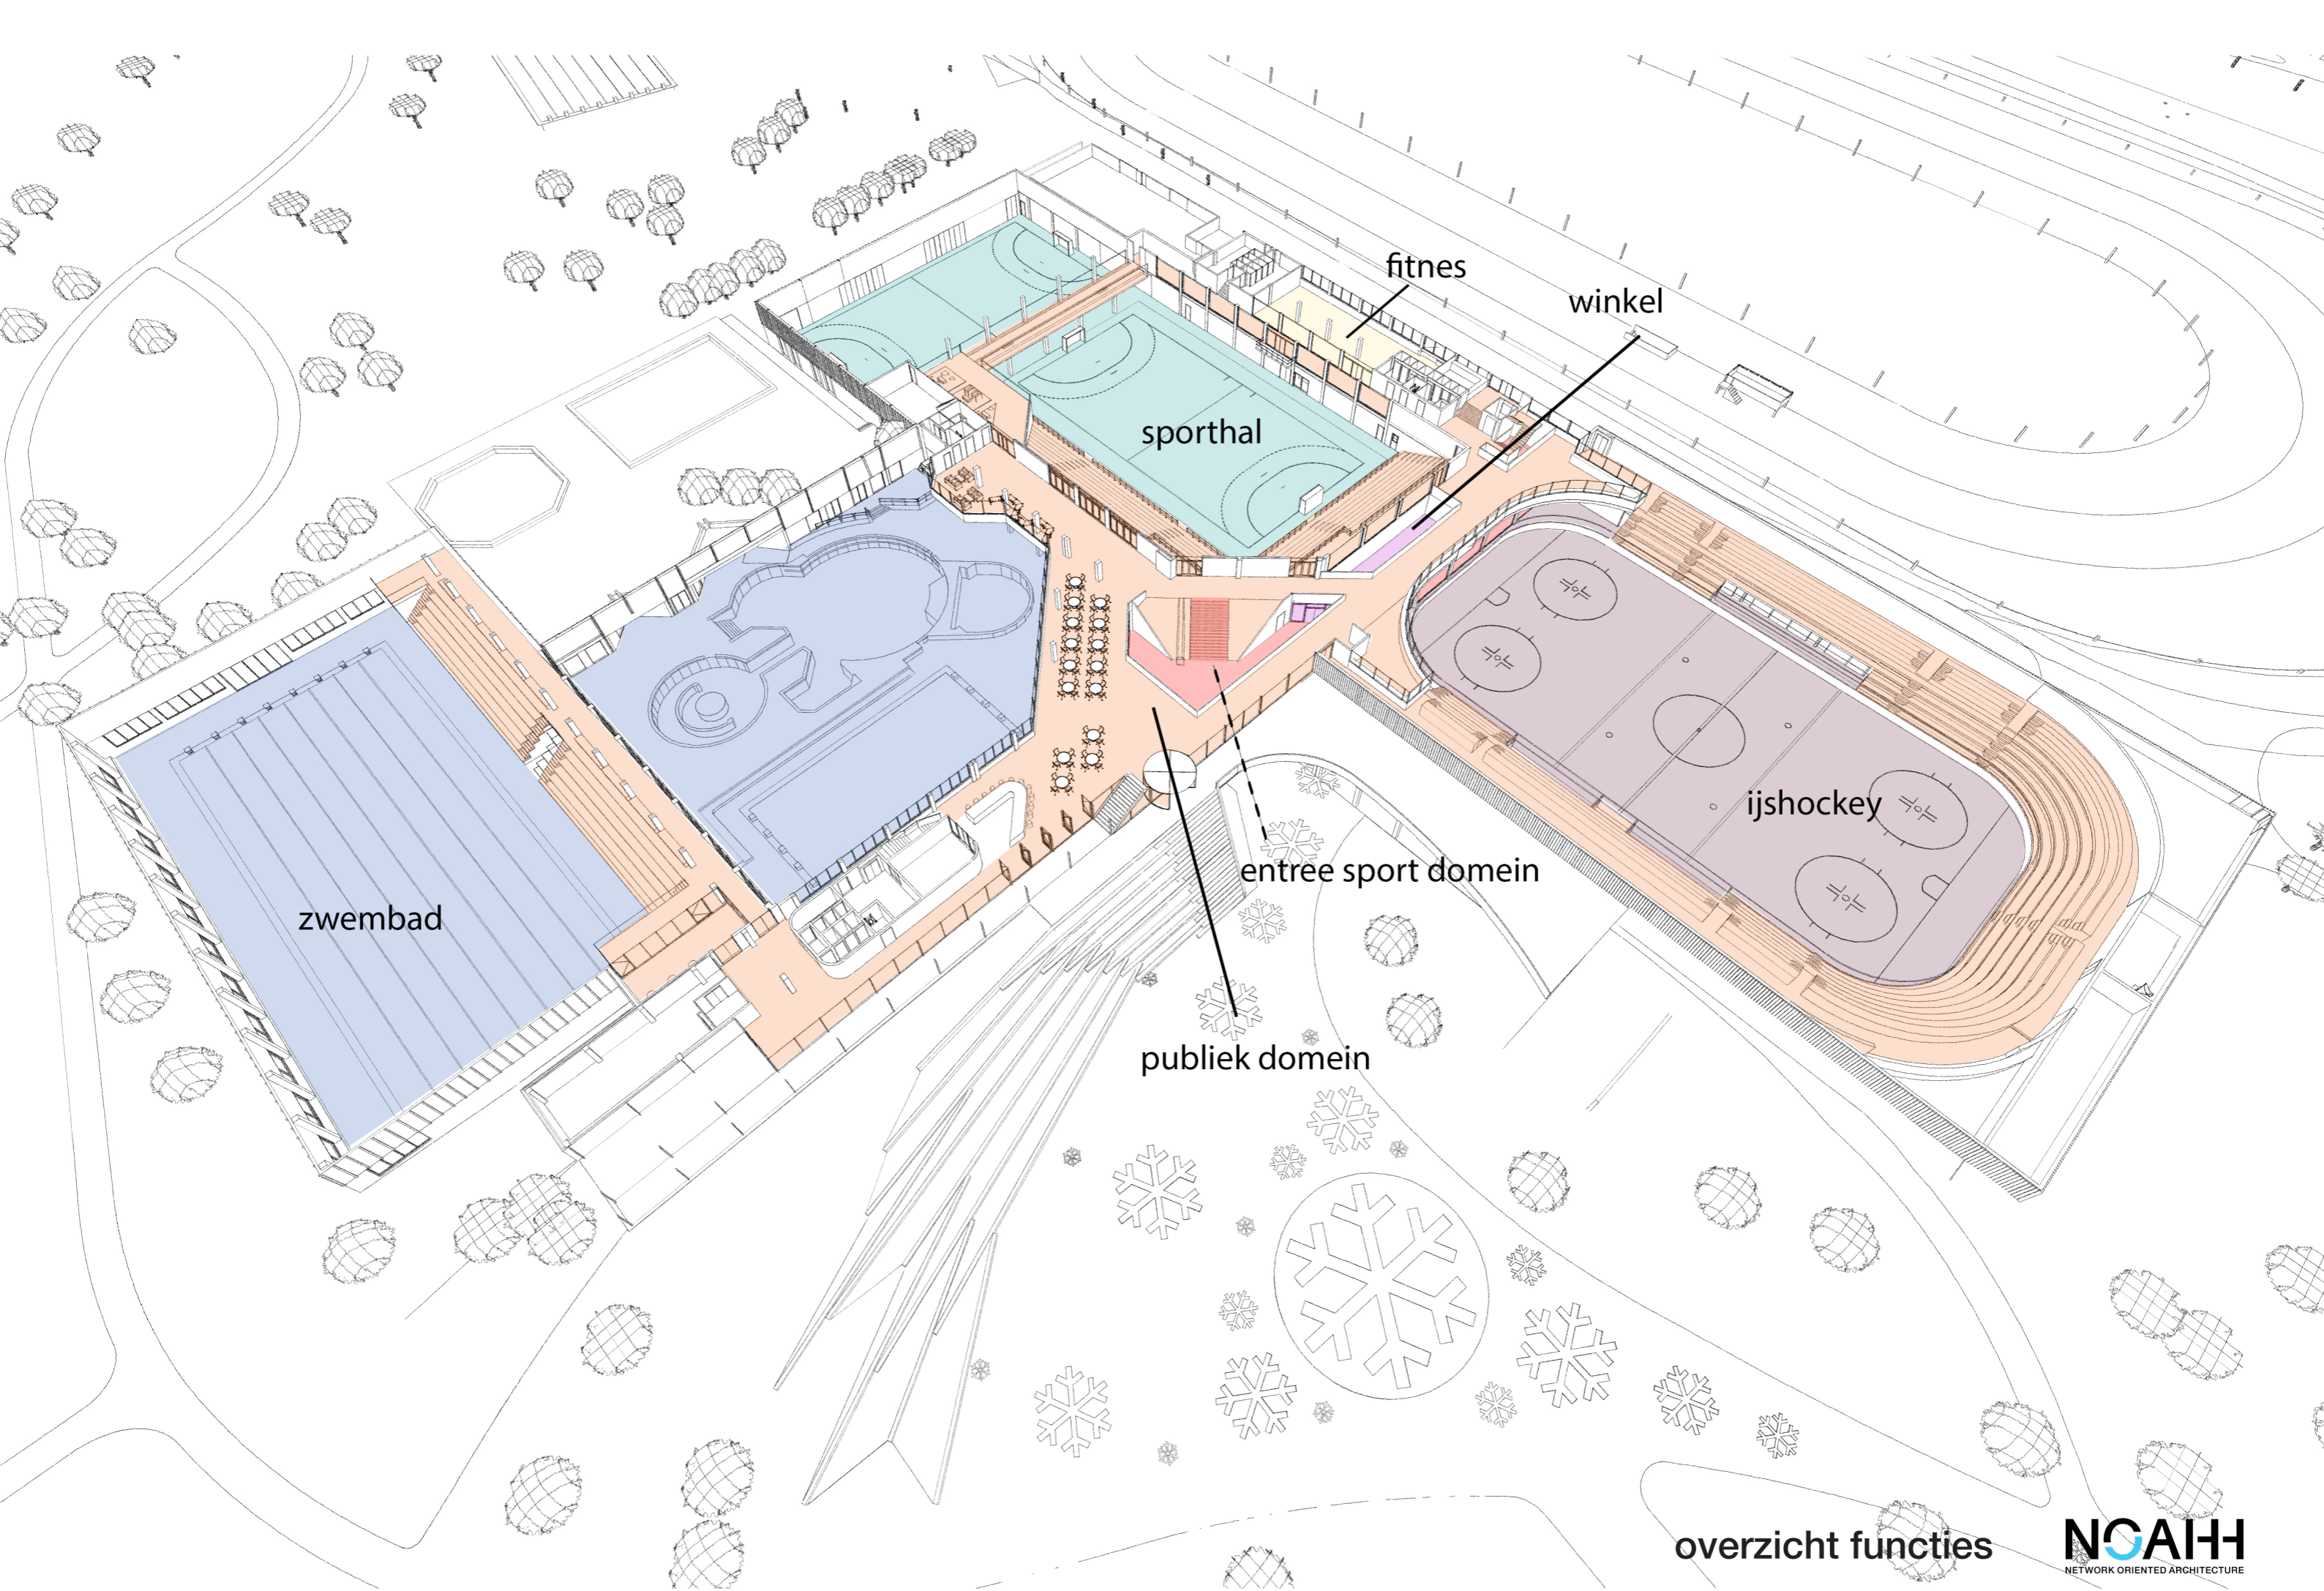 fitnes
winkel
sporthal
ijshockey
entree sport domein
zwembad
publiek domein
overzicht functies
NOAHH
NETWORK ORIENTED ARCHITECTURE